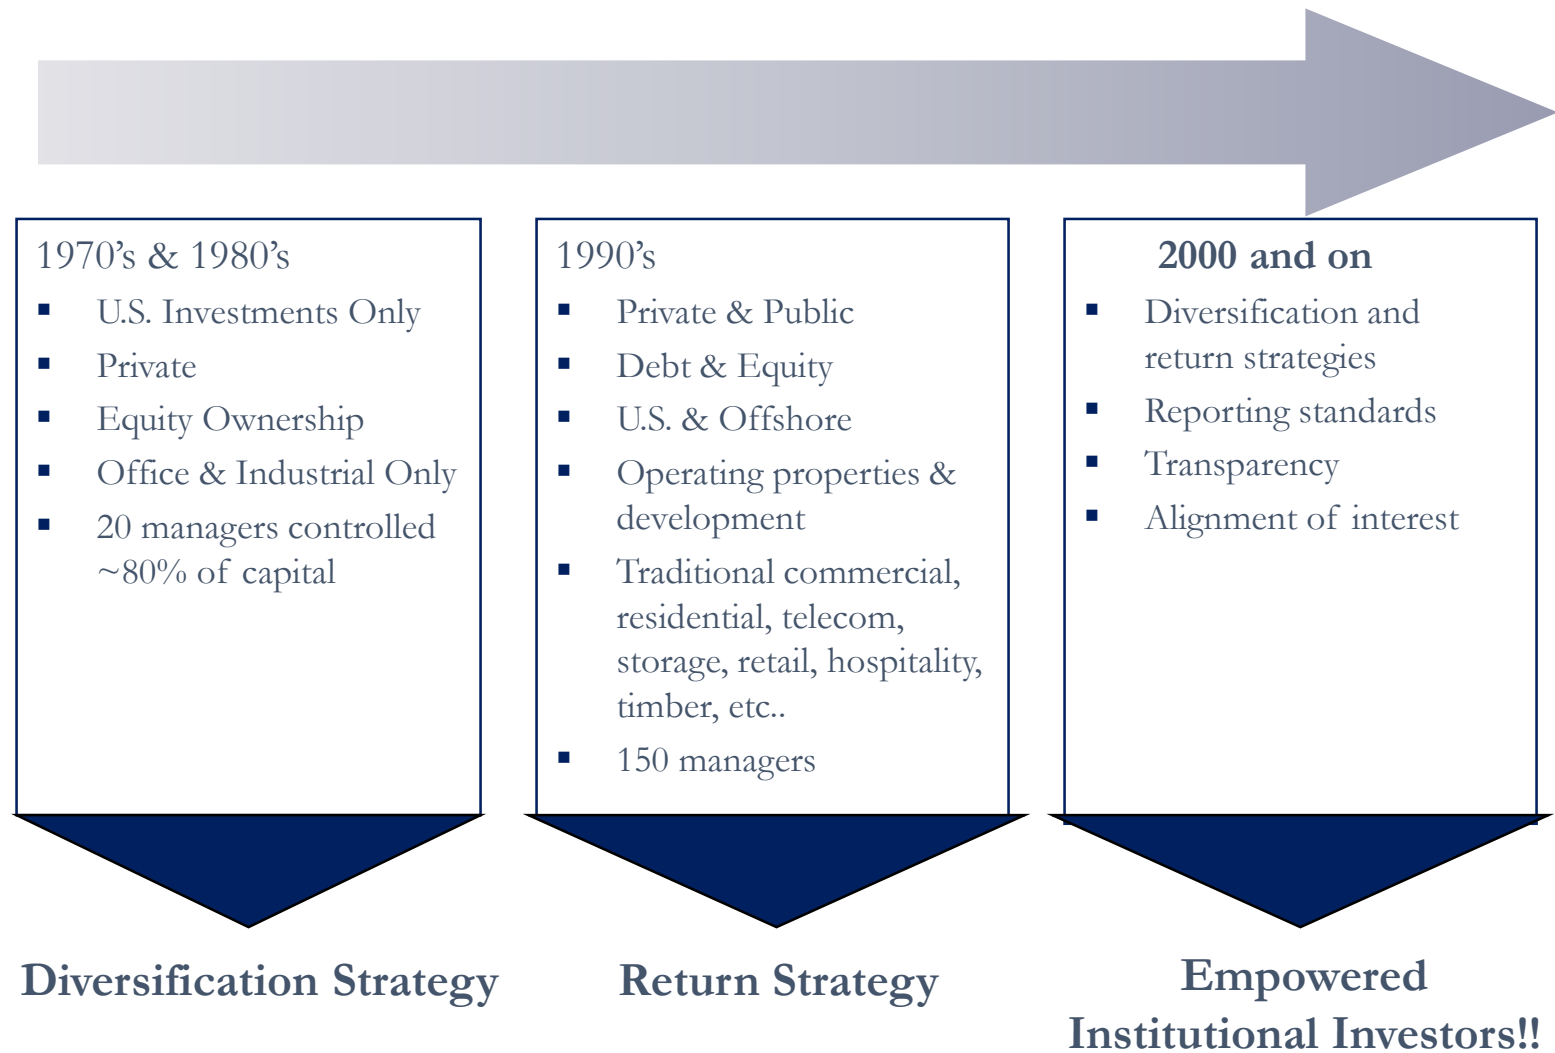 1970’s & 1980’s
▪ U.S. Investments Only
▪ Private
▪ Equity Ownership
▪ Office & Industrial Only
▪ 20 managers controlled
~80% of capital
Diversification Strategy
1990’s
▪ Private & Public
▪ Debt & Equity
▪ U.S. & Offshore
▪ Operating properties &
development
▪ Traditional commercial,
residential, telecom,
storage, retail, hospitality,
timber, etc..
▪ 150 managers
Return Strategy
2000 and on
▪ Diversification and
return strategies
▪ Reporting standards
▪ Transparency
▪ Alignment of interest
Empowered
Institutional Investors!!